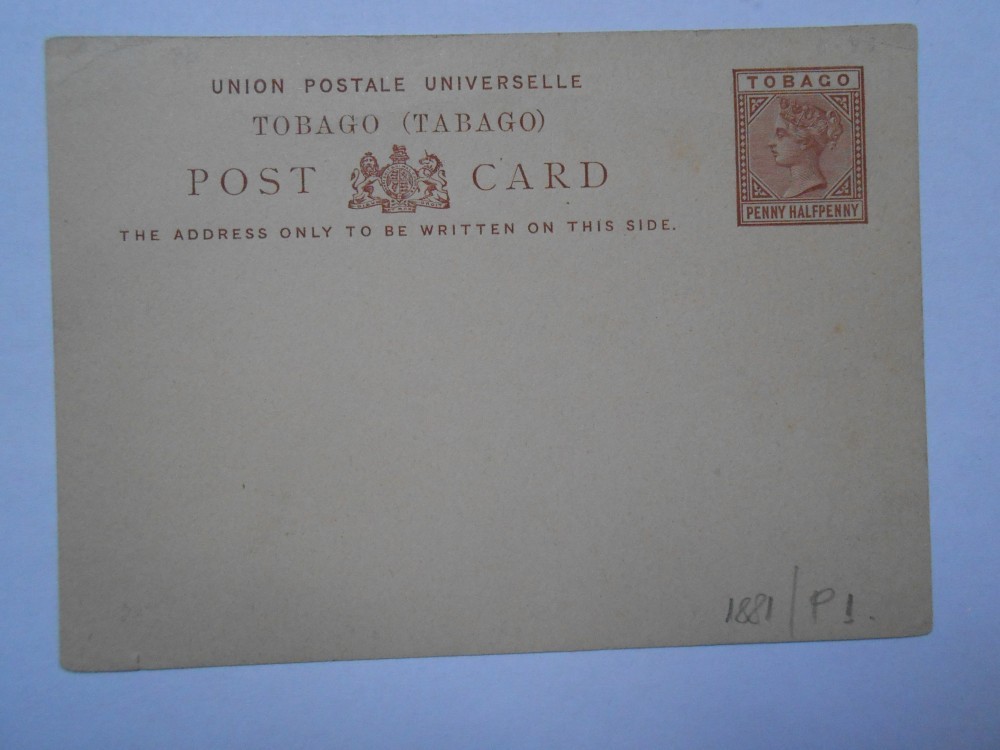 UNION POSTALE UNIVERSELLE
TOBAGO (TABAGO)
POST CARD
THE ADDRESS ONLY TO BE WRITTEN ON THIS SIDE.
TOBAGO
PENNY HALFPENNY
1881/P1.